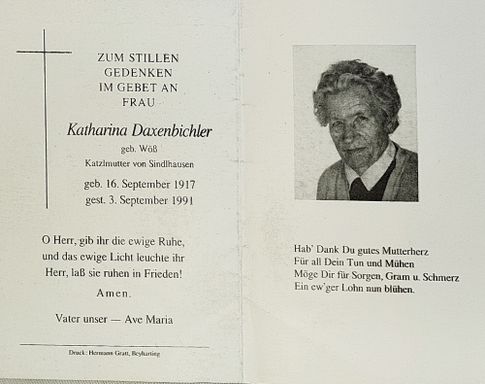 ZUM STILLEN
GEDENKEN
IM GEBET AN
FRAU
Katharina Daxenbichler
geb. Wöß
Katzlmutter von Sindlhausen
geb. 16. September 1917
gest. 3. September 1991
O Herr, gib ihr die ewige Ruhe,
und das ewige Licht leuchte ihr
Herr, laß sie ruhen in Frieden!
Amen.
Vater unser — Ave Maria
Druck: Hermann Gratt, Beyharting
Hab' Dank Du gutes Mutterherz
Für all Dein Tun und Mühen
Möge Dir für Sorgen, Gram u. Schmerz
Ein ew'ger Lohn nun blühen.